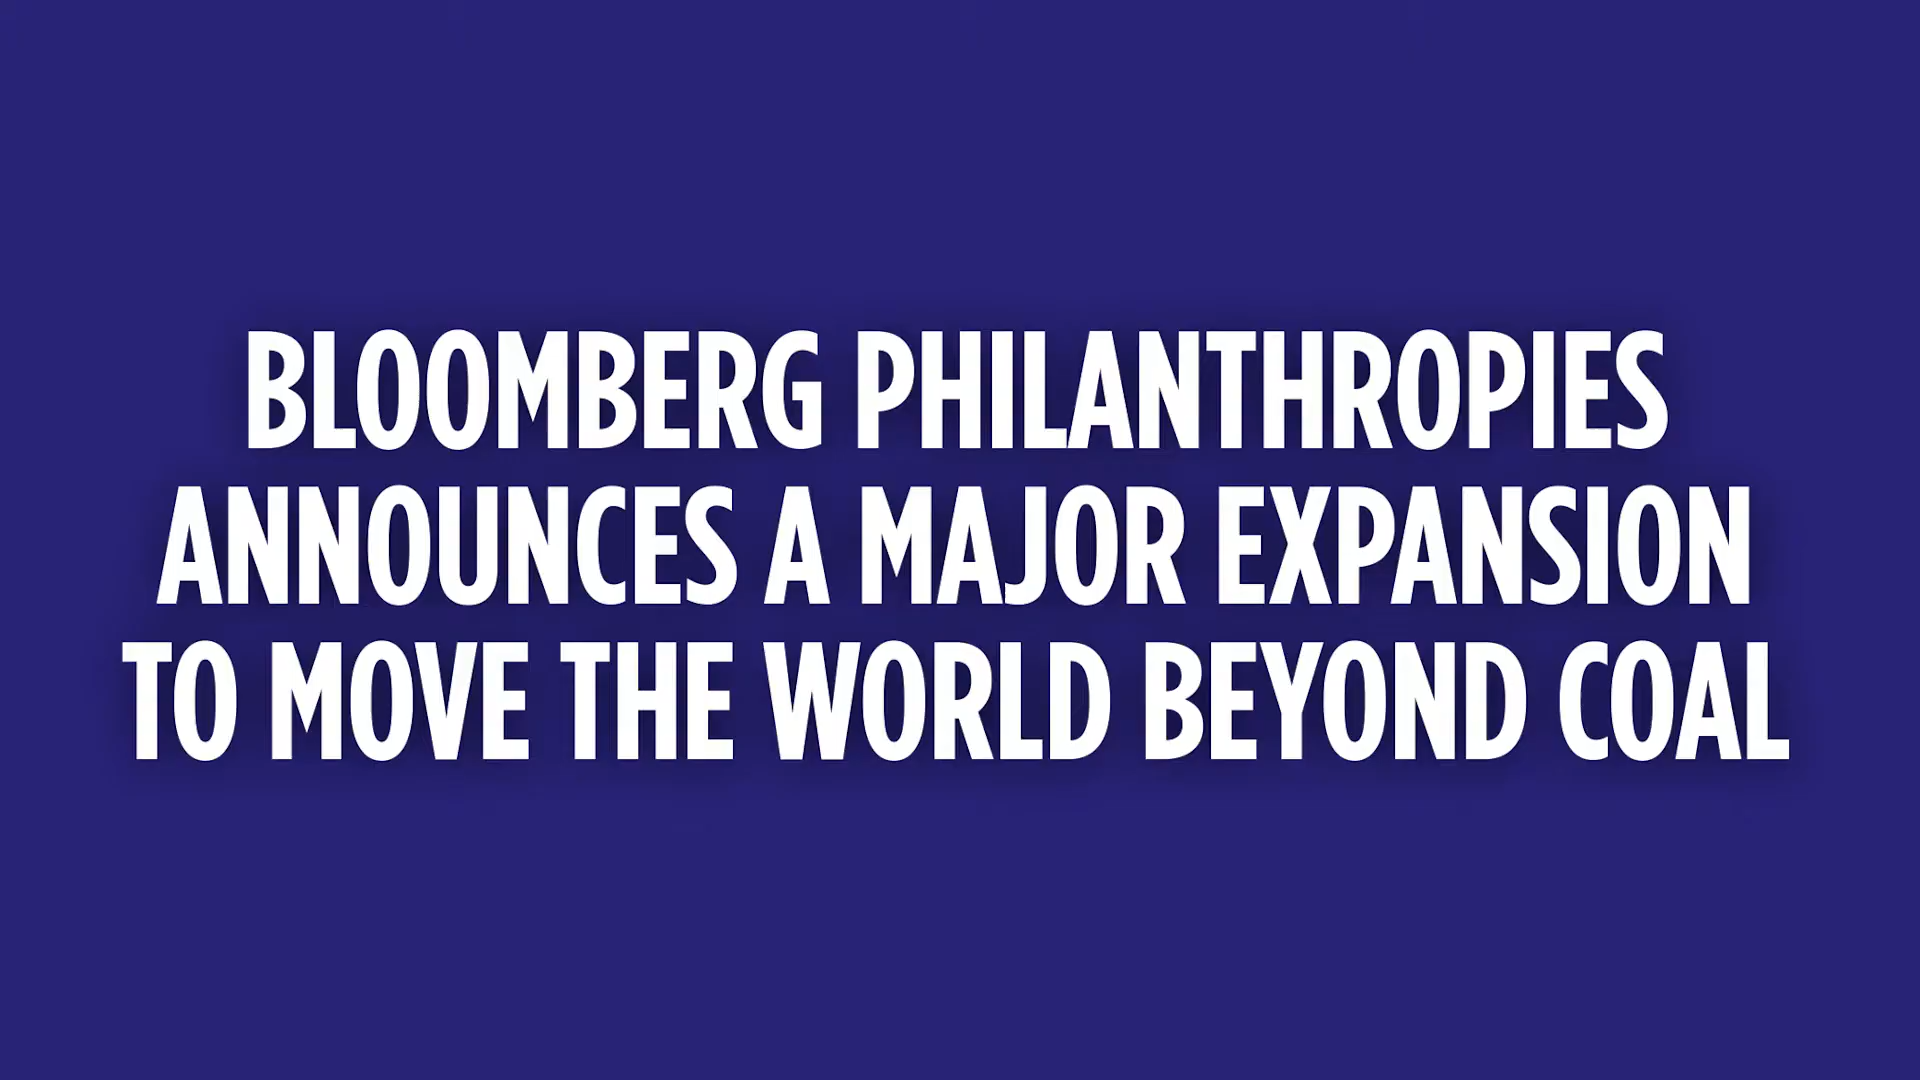 BLOOMBERG PHILANTHROPIES
ANNOUNCES A MAJOR EXPANSION
TO MOVE THE WORLD BEYOND COAL